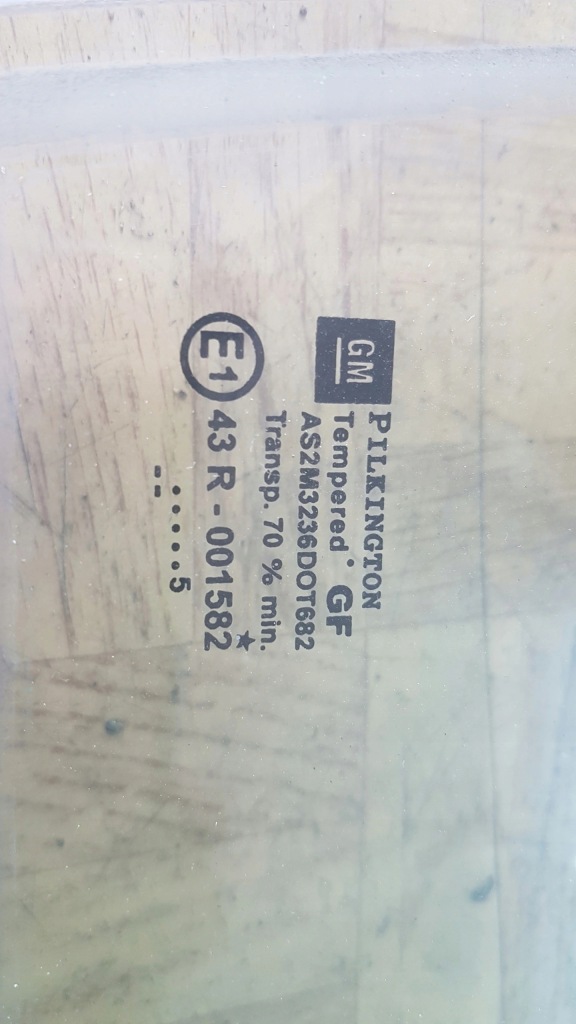 GM
PILKINGTON
Tempered · GF
AS2M3236DOT682
Transp. 70 % min.
E1 43 R - 001582
★
.....5
--